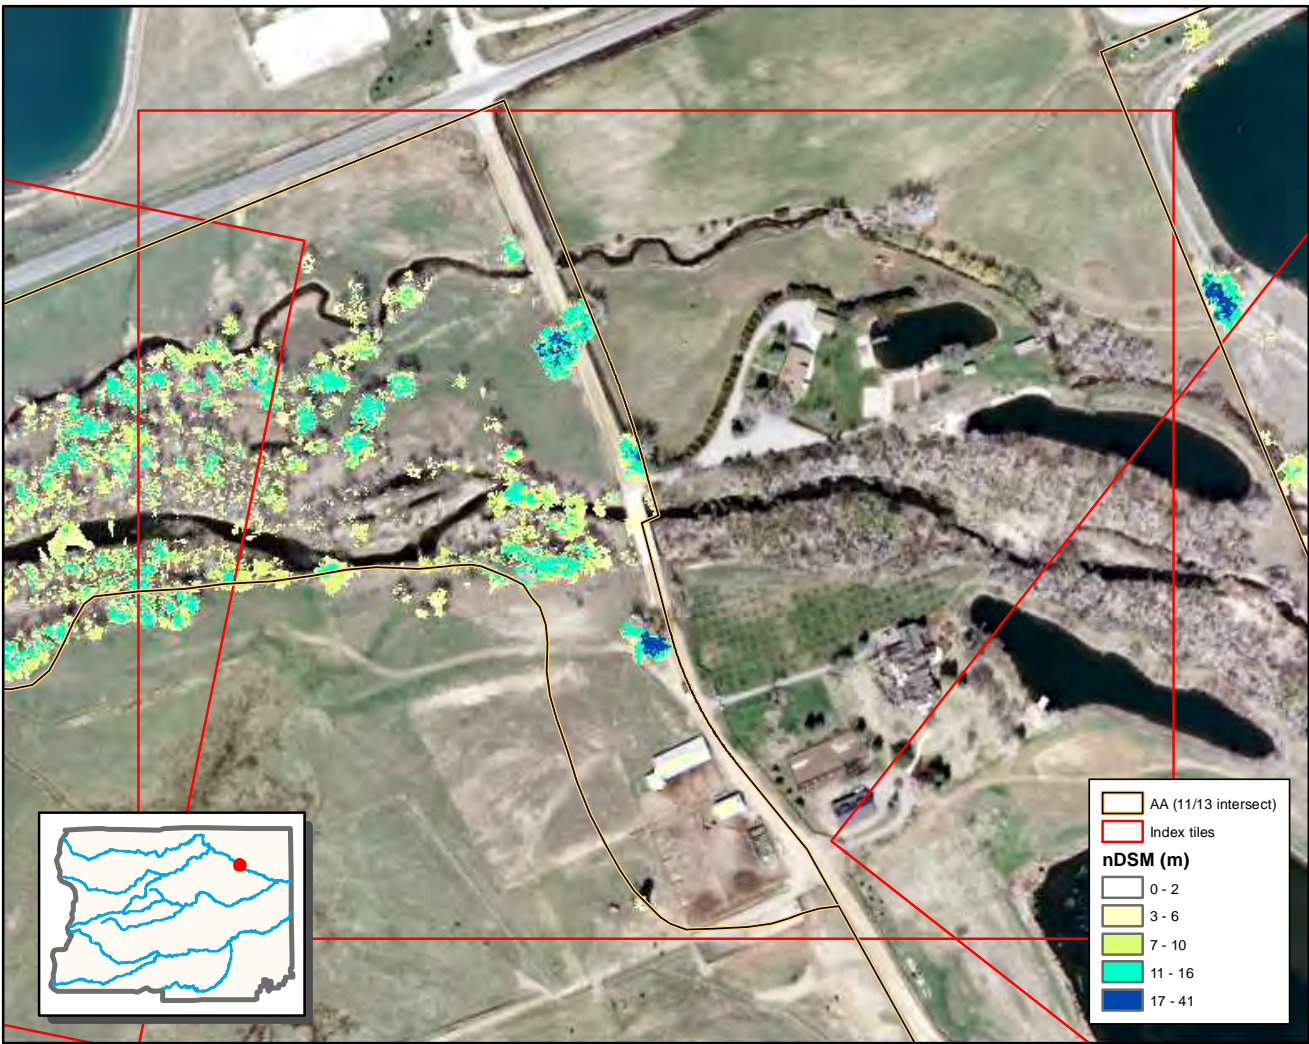 AA (11/13 intersect)
Index tiles
nDSM (m)
0 - 2
3 - 6
7 - 10
11 - 16
17 - 41